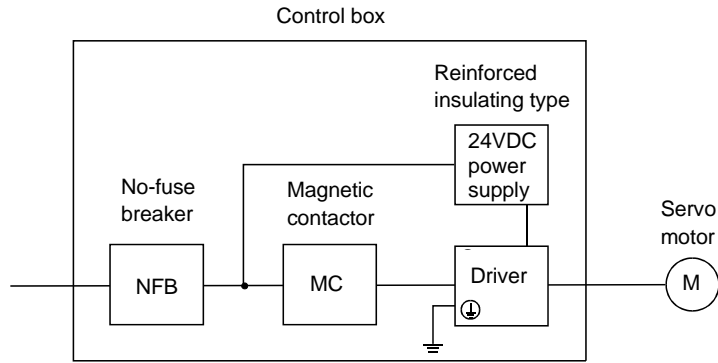 Control box
Reinforced
insulating type
24VDC
power
supply
No-fuse
breaker
Magnetic
contactor
Servo
motor
NFB
MC
Driver
M